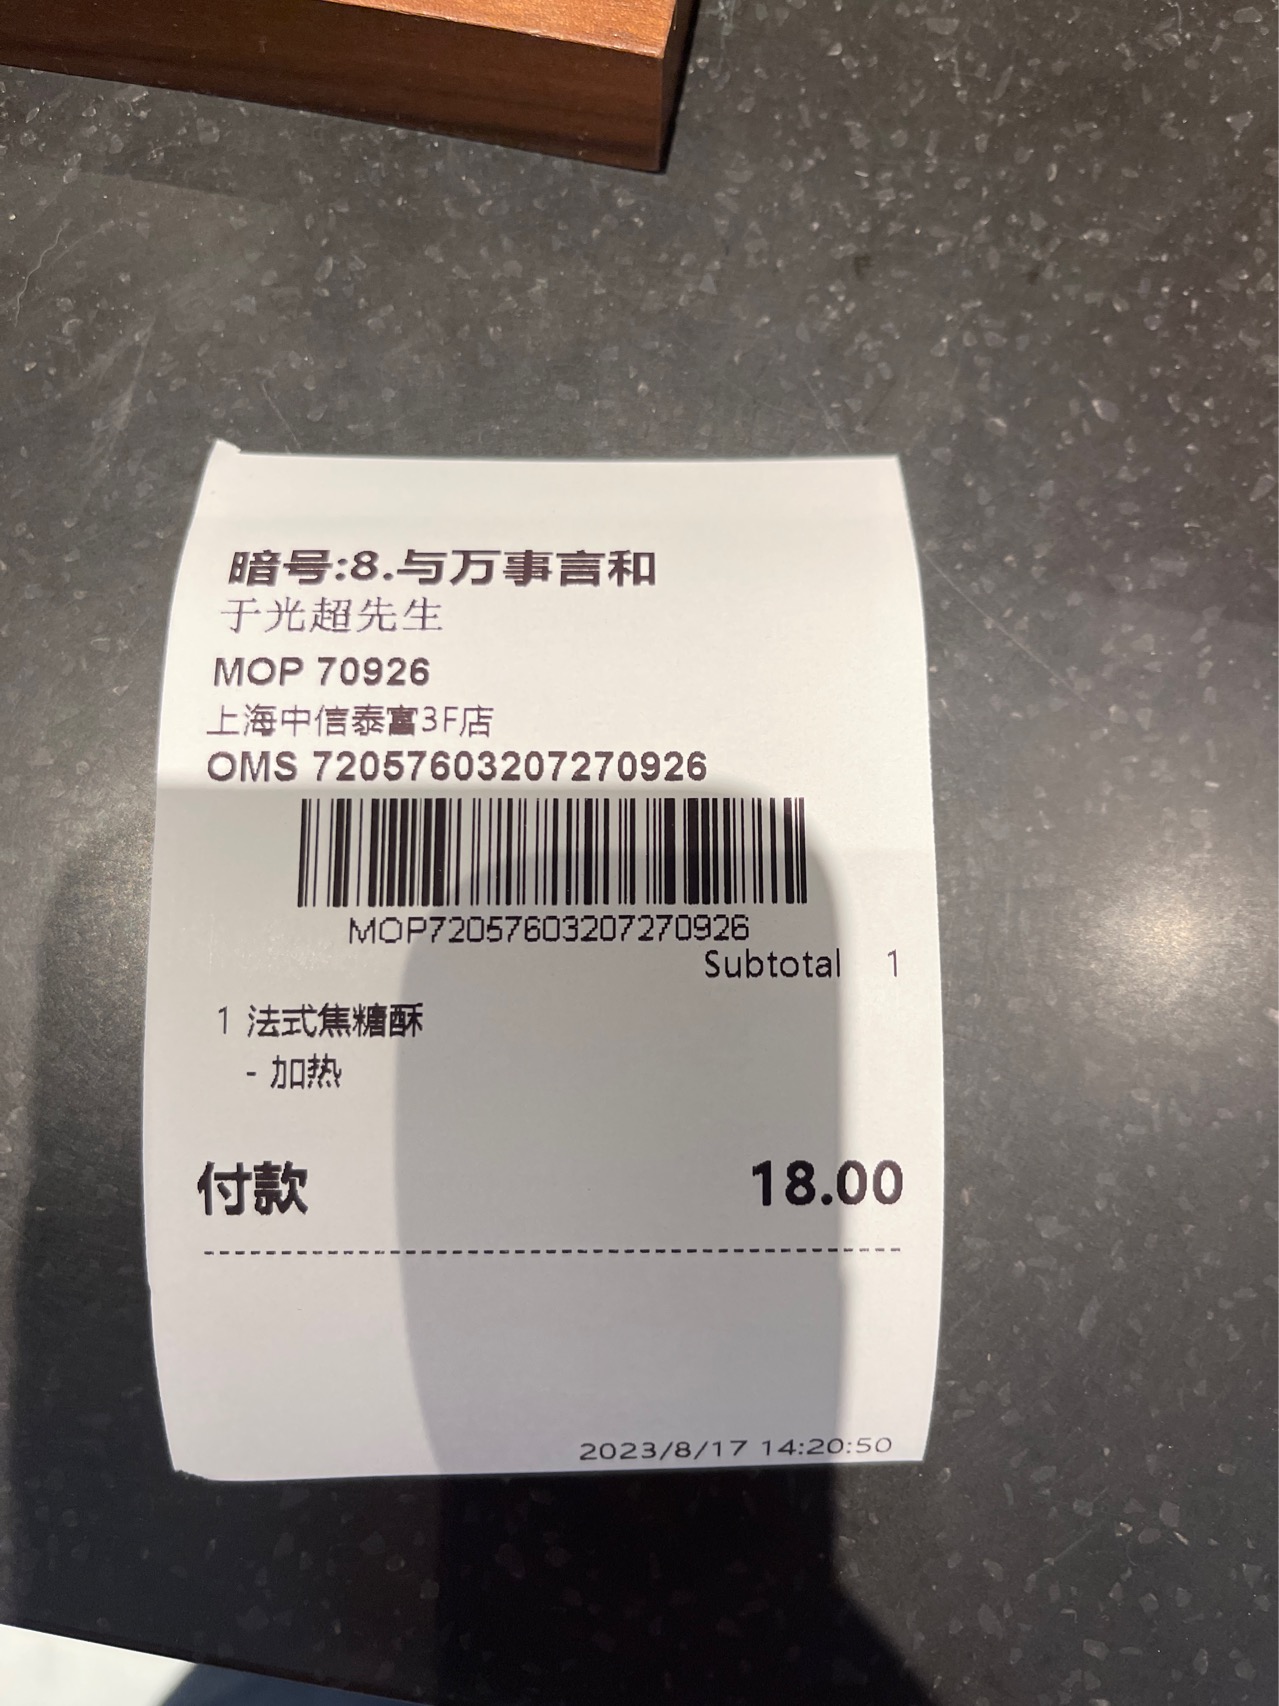 暗号:8.与万事言和
于光超先生
MOP 70926
上海中信泰富3F店
OMS 72057603207270926
MOP72057603207270926
Subtotal 1
1 法式焦糖酥
- 加热
付款 18.00
2023/8/17 14:20:50